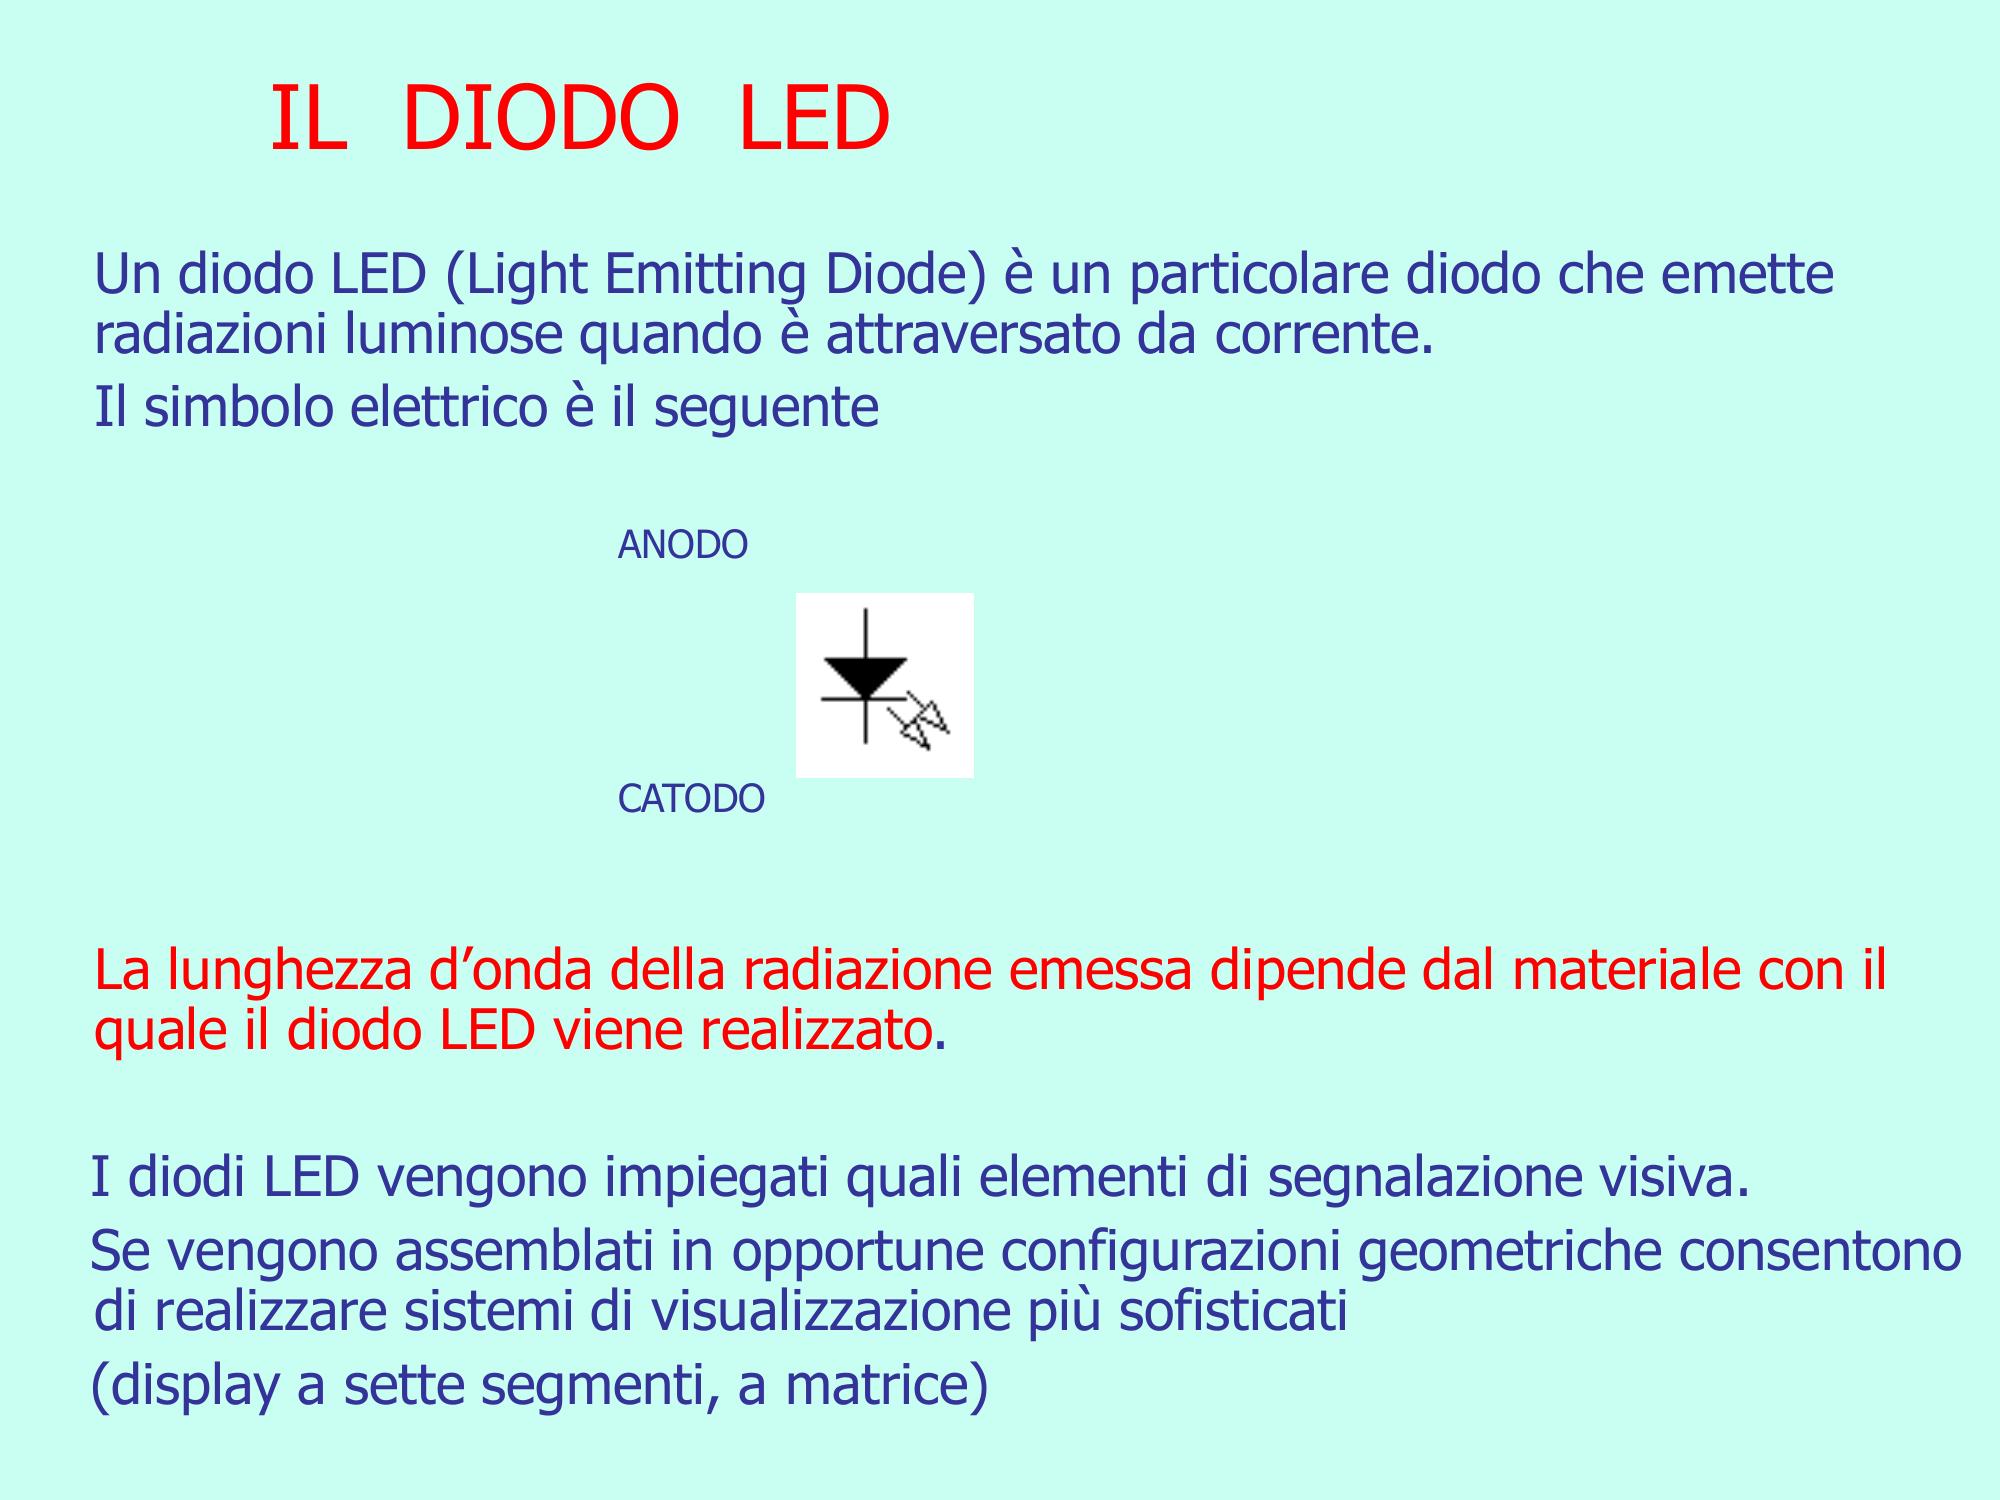 IL DIODO LED
Un diodo LED (Light Emitting Diode) è un particolare diodo che emette
radiazioni luminose quando è attraversato da corrente.
Il simbolo elettrico è il seguente
ANODO
CATODO
La lunghezza d’onda della radiazione emessa dipende dal materiale con il
quale il diodo LED viene realizzato.
I diodi LED vengono impiegati quali elementi di segnalazione visiva.
Se vengono assemblati in opportune configurazioni geometriche consentono
di realizzare sistemi di visualizzazione più sofisticati
(display a sette segmenti, a matrice)